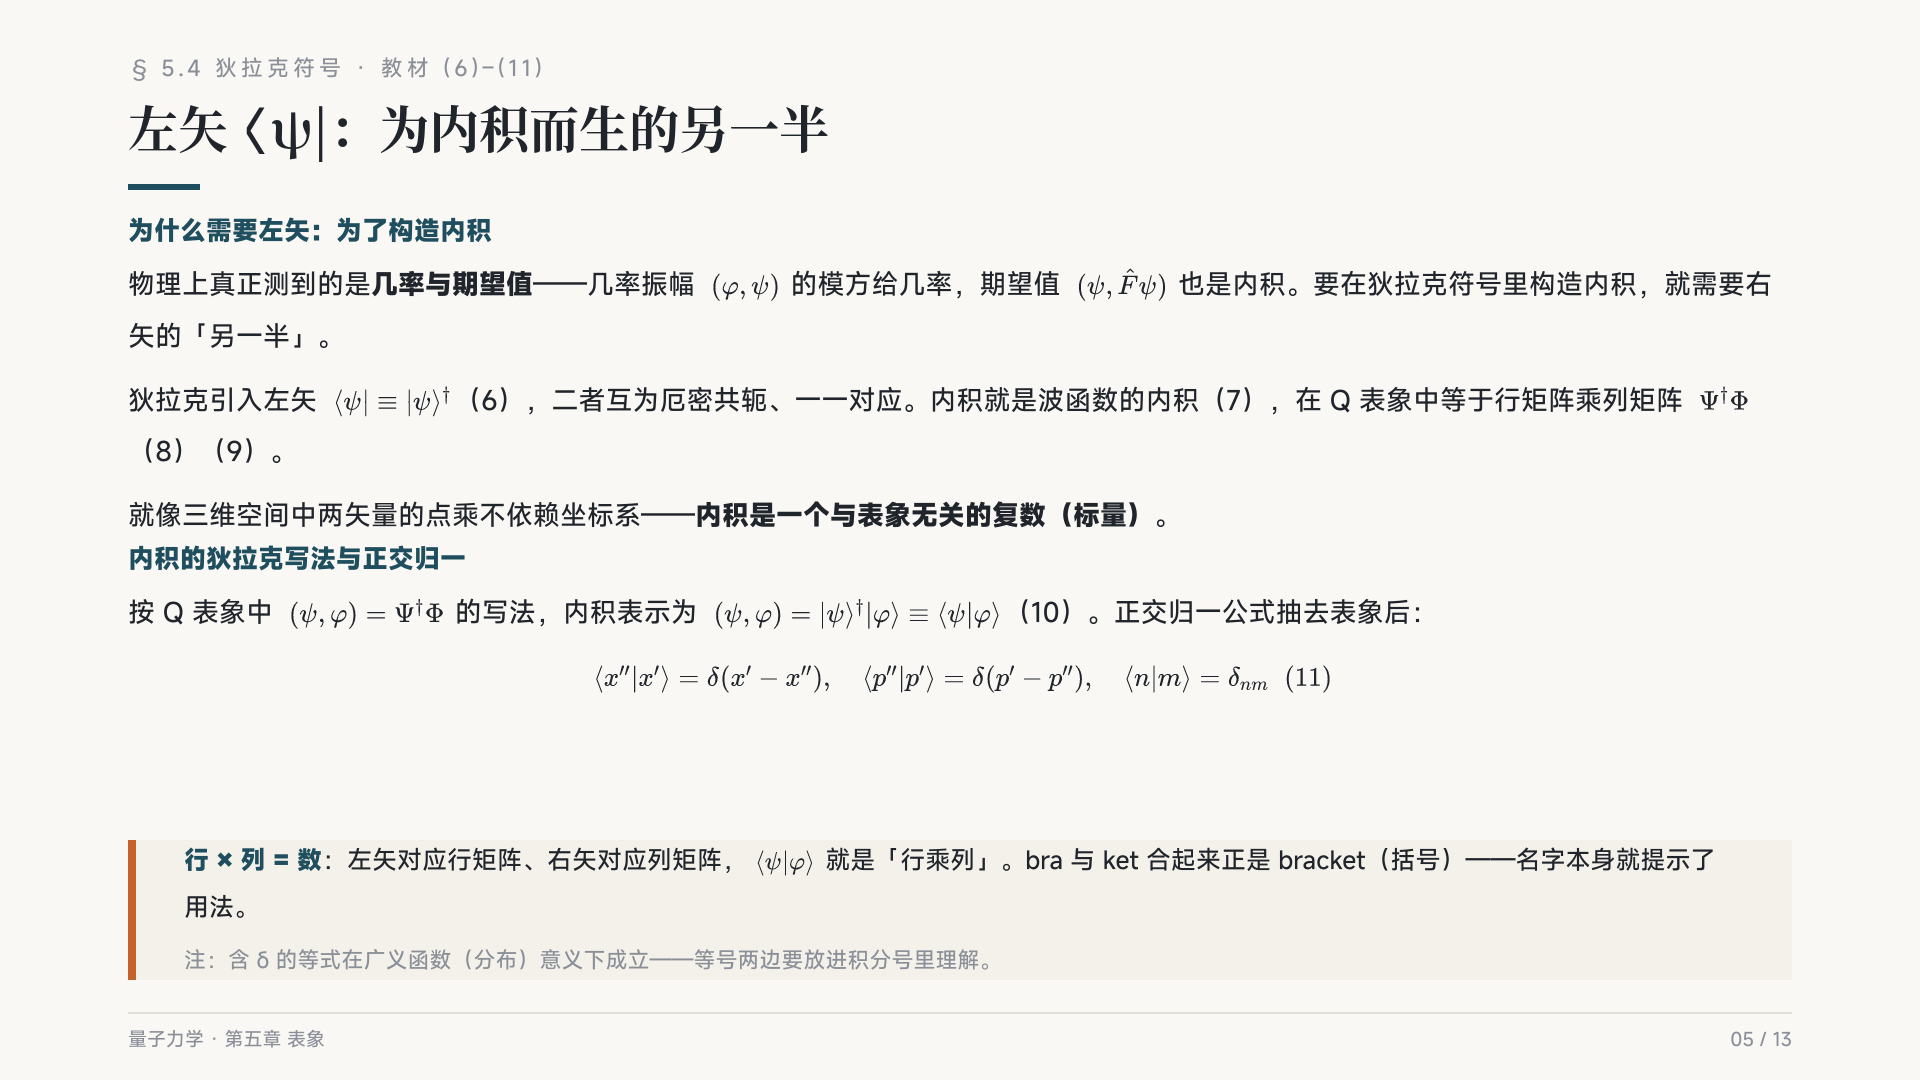 § 5.4 狄拉克符号 · 教材 (6)–(11)
左矢〈ψ|：为内积而生的另一半
为什么需要左矢：为了构造内积
物理上真正测到的是几率与期望值——几率振幅 (φ, ψ) 的模方给几率，期望值 (ψ, F̂ψ) 也是内积。要在狄拉克符号里构造内积，就需要右
矢的「另一半」。
狄拉克引入左矢 ⟨ψ| ≡ |ψ⟩†（6），二者互为厄密共轭、一一对应。内积就是波函数的内积（7），在 Q 表象中等于行矩阵乘列矩阵 Ψ†Φ
（8）（9）。
就像三维空间中两矢量的点乘不依赖坐标系——内积是一个与表象无关的复数（标量）。
内积的狄拉克写法与正交归一
按 Q 表象中 (ψ, φ) = Ψ†Φ 的写法，内积表示为 (ψ, φ) = |ψ⟩†|φ⟩ ≡ ⟨ψ|φ⟩（10）。正交归一公式抽去表象后：
⟨x″|x′⟩ = δ(x′ − x″), ⟨p″|p′⟩ = δ(p′ − p″), ⟨n|m⟩ = δₙₘ (11)
行 × 列 = 数：左矢对应行矩阵、右矢对应列矩阵， ⟨ψ|φ⟩ 就是「行乘列」。bra 与 ket 合起来正是 bracket（括号）——名字本身就提示了
用法。
注：含 δ 的等式在广义函数（分布）意义下成立——等号两边要放进积分号里理解。
量子力学 · 第五章 表象
05 / 13